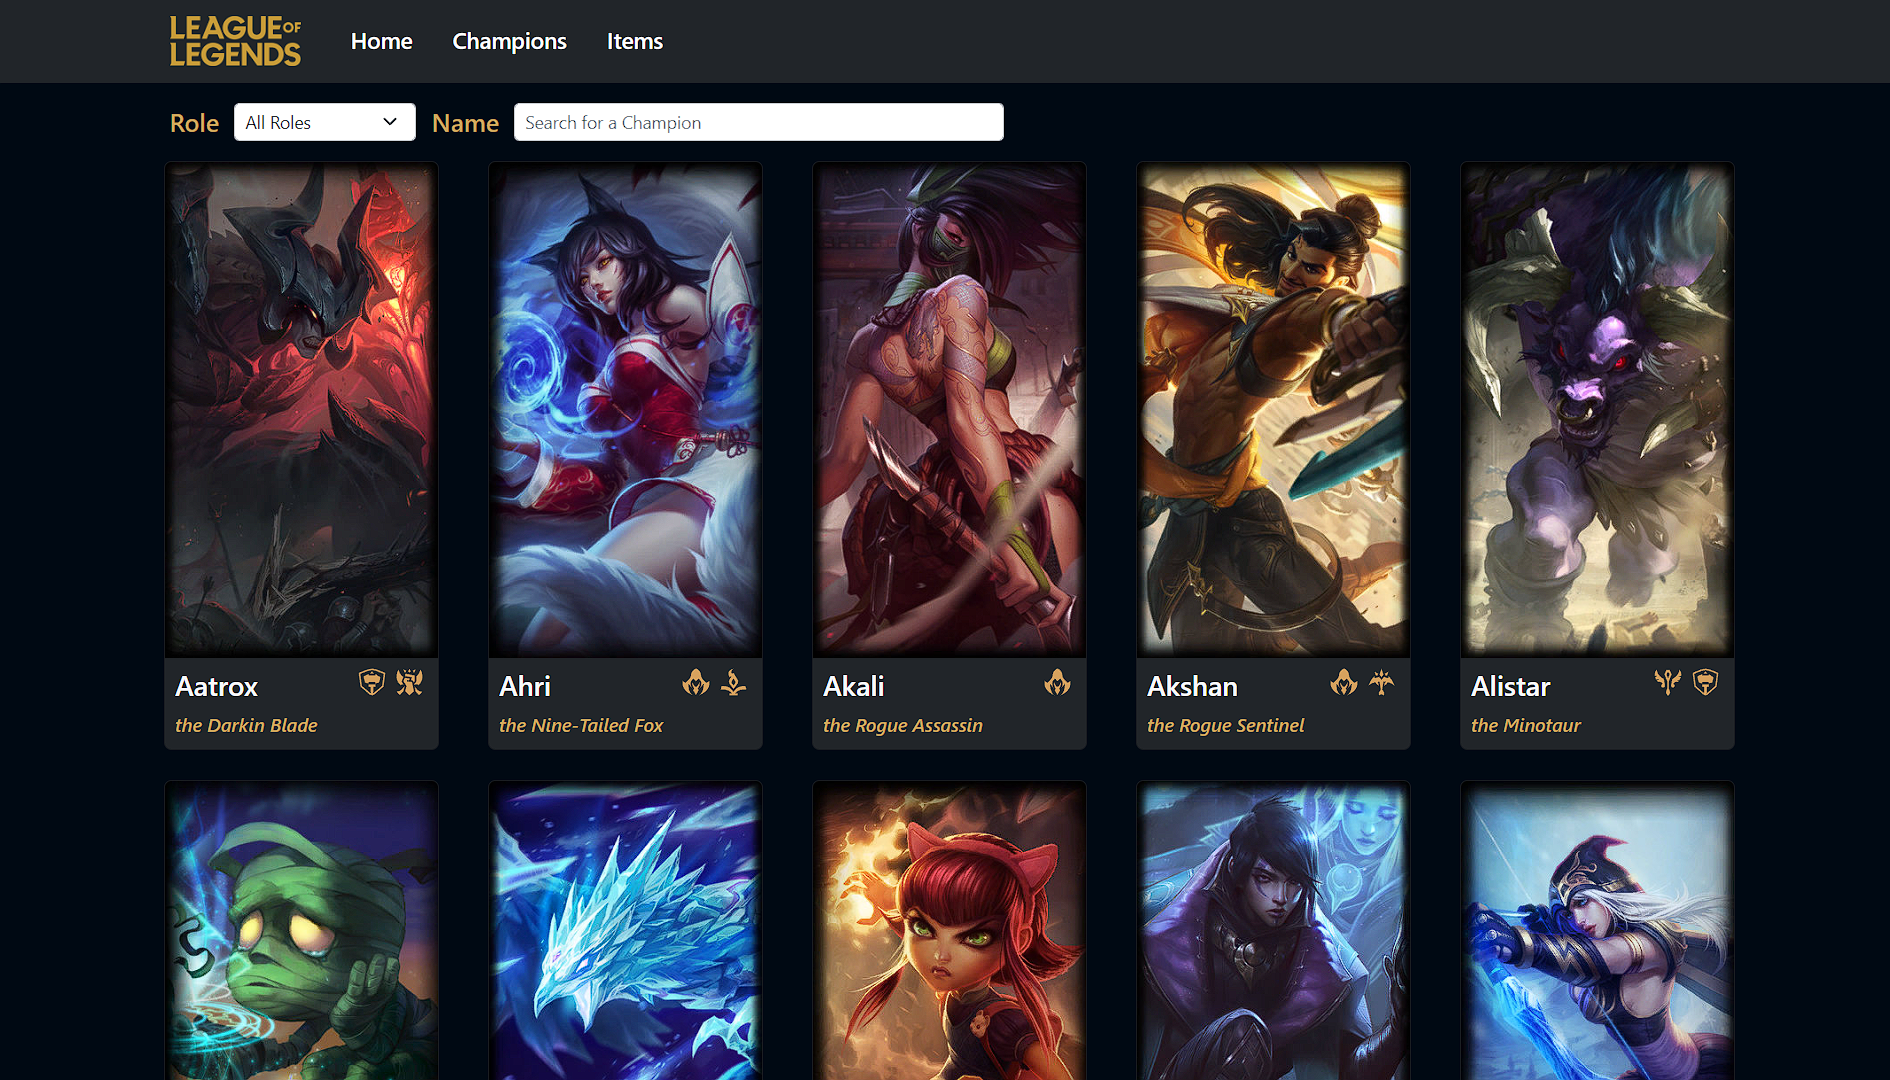 LEAGUE OF
LEGENDS
Home Champions Items
Role All Roles Name Search for a Champion
Aatrox
the Darkin Blade
Ahri
the Nine-Tailed Fox
Akali
the Rogue Assassin
Akshan
the Rogue Sentinel
Alistar
the Minotaur